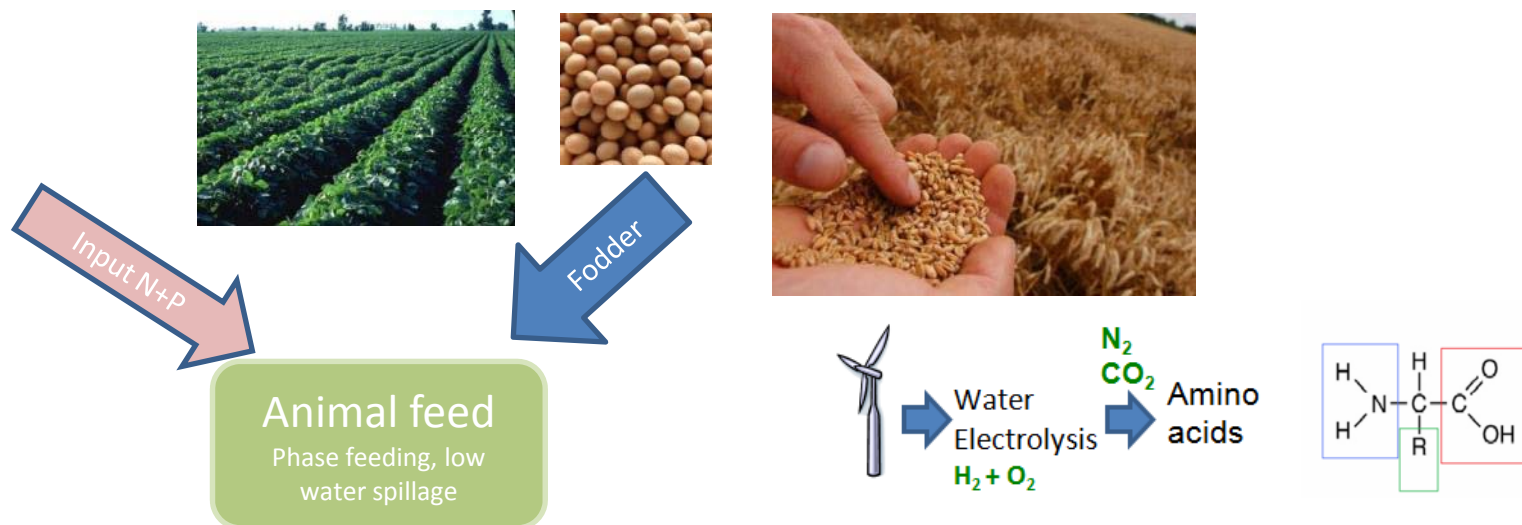 Input N+P
Fodder
Animal feed
Phase feeding, low
water spillage
Water
Electrolysis
H₂ + O₂
N₂
CO₂
Amino
acids
H
H
N
H
C
R
C
O
OH